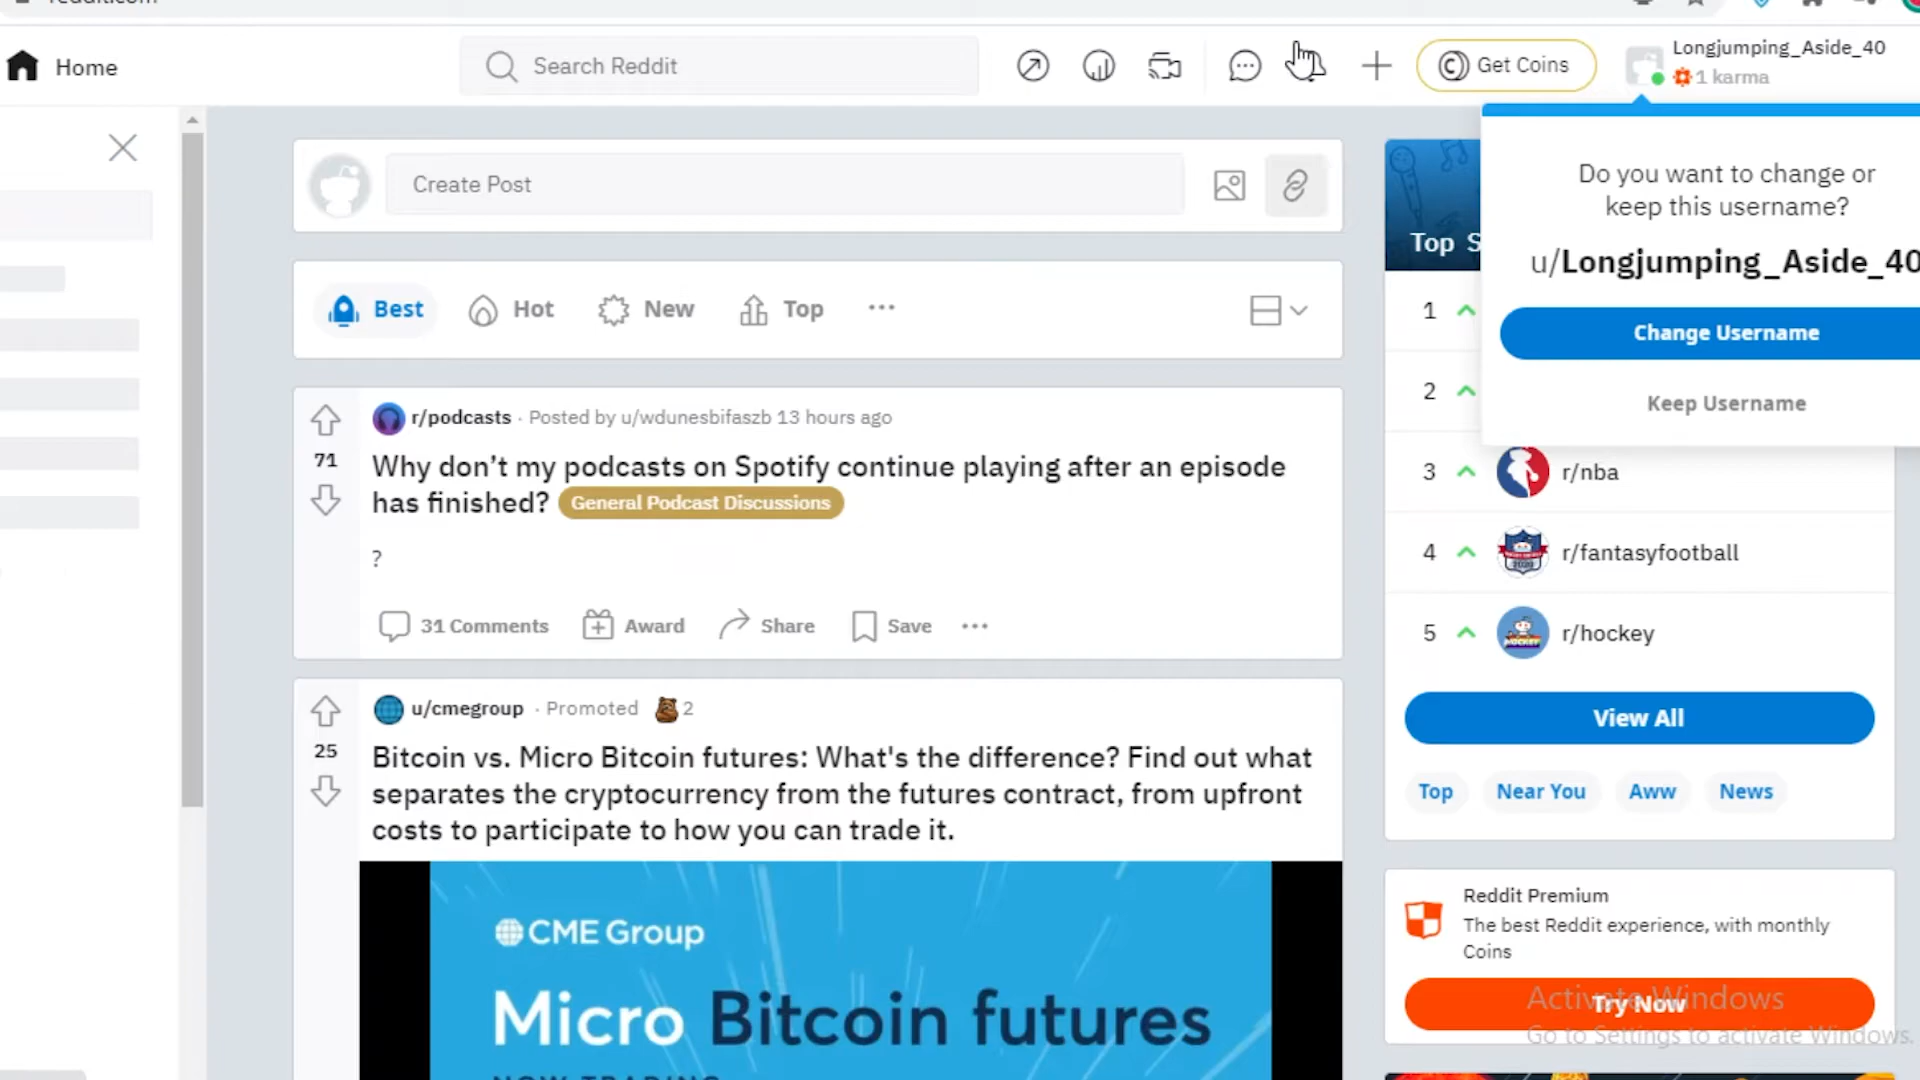 Home
Search Reddit
Get Coins
Longjumping_Aside_40
1 karma
Create Post
Do you want to change or
keep this username?
u/Longjumping_Aside_40
Change Username
Keep Username
Best
Hot
New
Top
r/podcasts · Posted by u/wdunesbifaszb 13 hours ago
71
Why don't my podcasts on Spotify continue playing after an episode
has finished? General Podcast Discussions
?
31 Comments
Award
Share
Save
u/cmegroup · Promoted 2
25
Bitcoin vs. Micro Bitcoin futures: What's the difference? Find out what
separates the cryptocurrency from the futures contract, from upfront
costs to participate to how you can trade it.
CME Group
Micro Bitcoin futures
NOW TRADING
Top S
1
2
3 r/nba
4 r/fantasyfootball
5 r/hockey
View All
Top
Near You
Aww
News
Reddit Premium
The best Reddit experience, with monthly
Coins
Try Now
Activate Windows
Go to Settings to activate Windows.